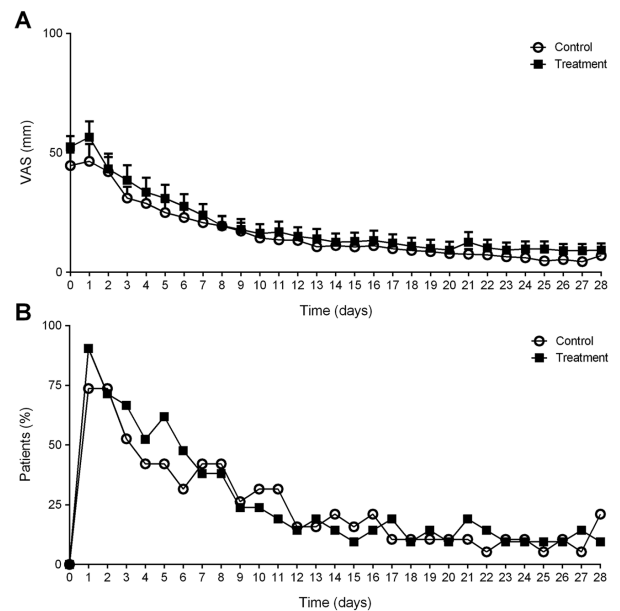 A
100
50
0
VAS (mm)
Control
Treatment
0 1 2 3 4 5 6 7 8 9 10 11 12 13 14 15 16 17 18 19 20 21 22 23 24 25 26 27 28
Time (days)
B
100
75
50
25
0
Patients (%)
Control
Treatment
0 1 2 3 4 5 6 7 8 9 10 11 12 13 14 15 16 17 18 19 20 21 22 23 24 25 26 27 28
Time (days)